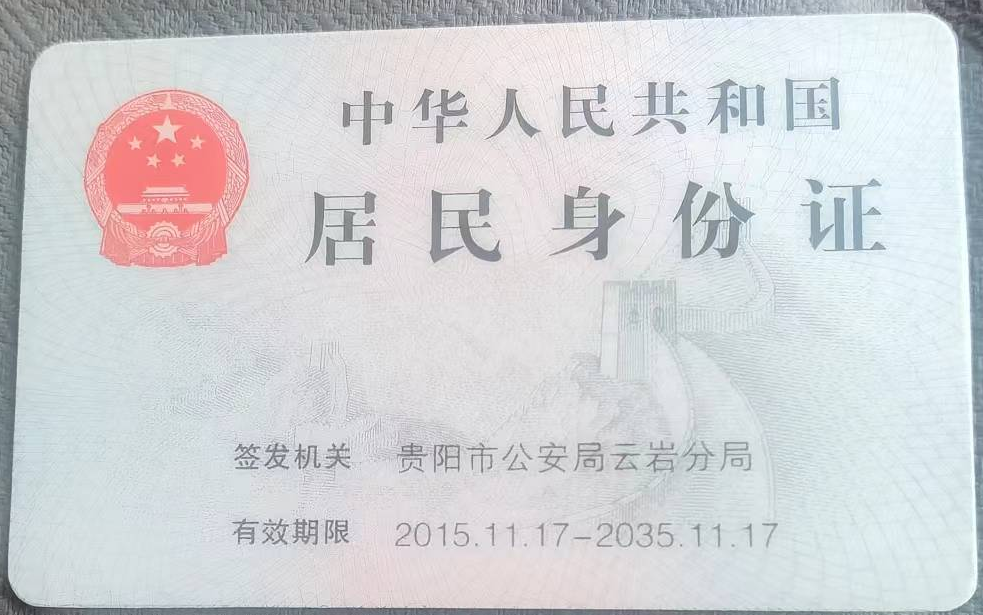 中华人民共和国
居民身份证
签发机关 贵阳市公安局云岩分局
有效期限 2015.11.17-2035.11.17